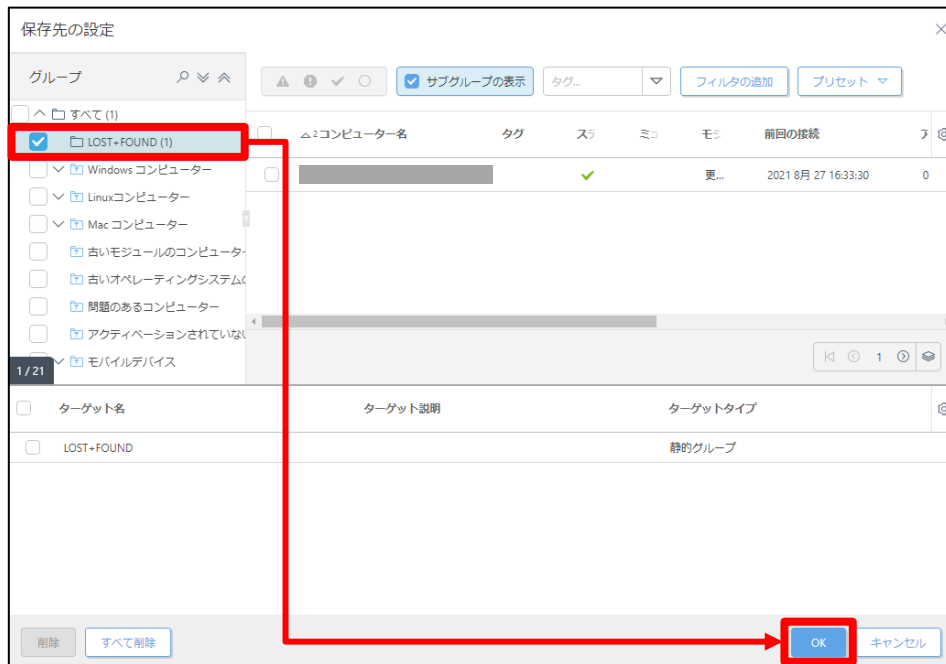 保存先の設定
グループ
サブグループの表示
タグ...
フィルタの追加
プリセット
すべて (1)
LOST+FOUND (1)
Windows コンピューター
Linuxコンピューター
Mac コンピューター
古いモジュールのコンピューター
古いオペレーティングシステムの
問題のあるコンピューター
アクティベーションされていない
モバイルデバイス
1 / 21
2 コンピューター名 タグ ステ ミュ モジ 前回の接続 ア
更... 2021 8月 27 16:33:30 0
1
ターゲット名 ターゲット説明 ターゲットタイプ
LOST+FOUND 静的グループ
削除 すべて削除 OK キャンセル